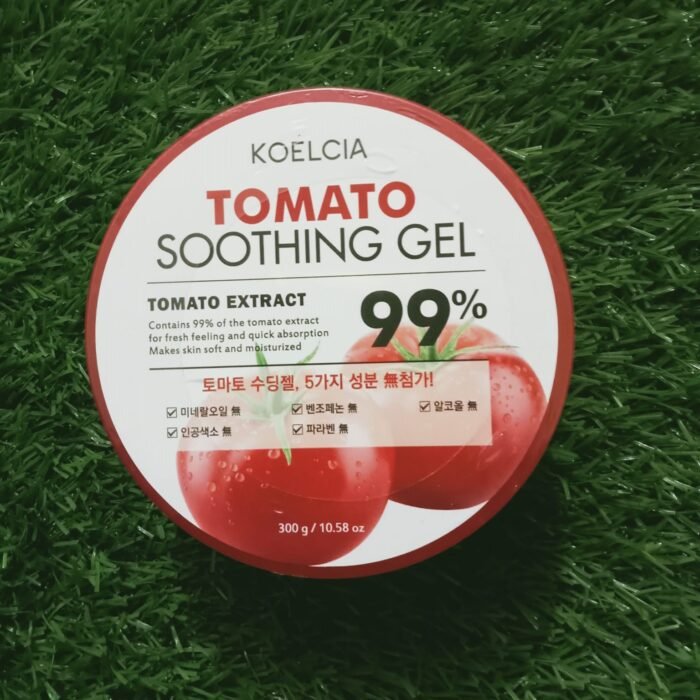 KOELCIA
TOMATO
SOOTHING GEL
TOMATO EXTRACT
Contains 99% of the tomato extract
for fresh feeling and quick absorption
Makes skin soft and moisturized
99%
토마토 수딩젤, 5가지 성분 無첨가!
☑ 미네랄오일 無 ☑ 벤조페논 無 ☑ 알코올 無
☑ 인공색소 無 ☑ 파라벤 無
300 g / 10.58 oz